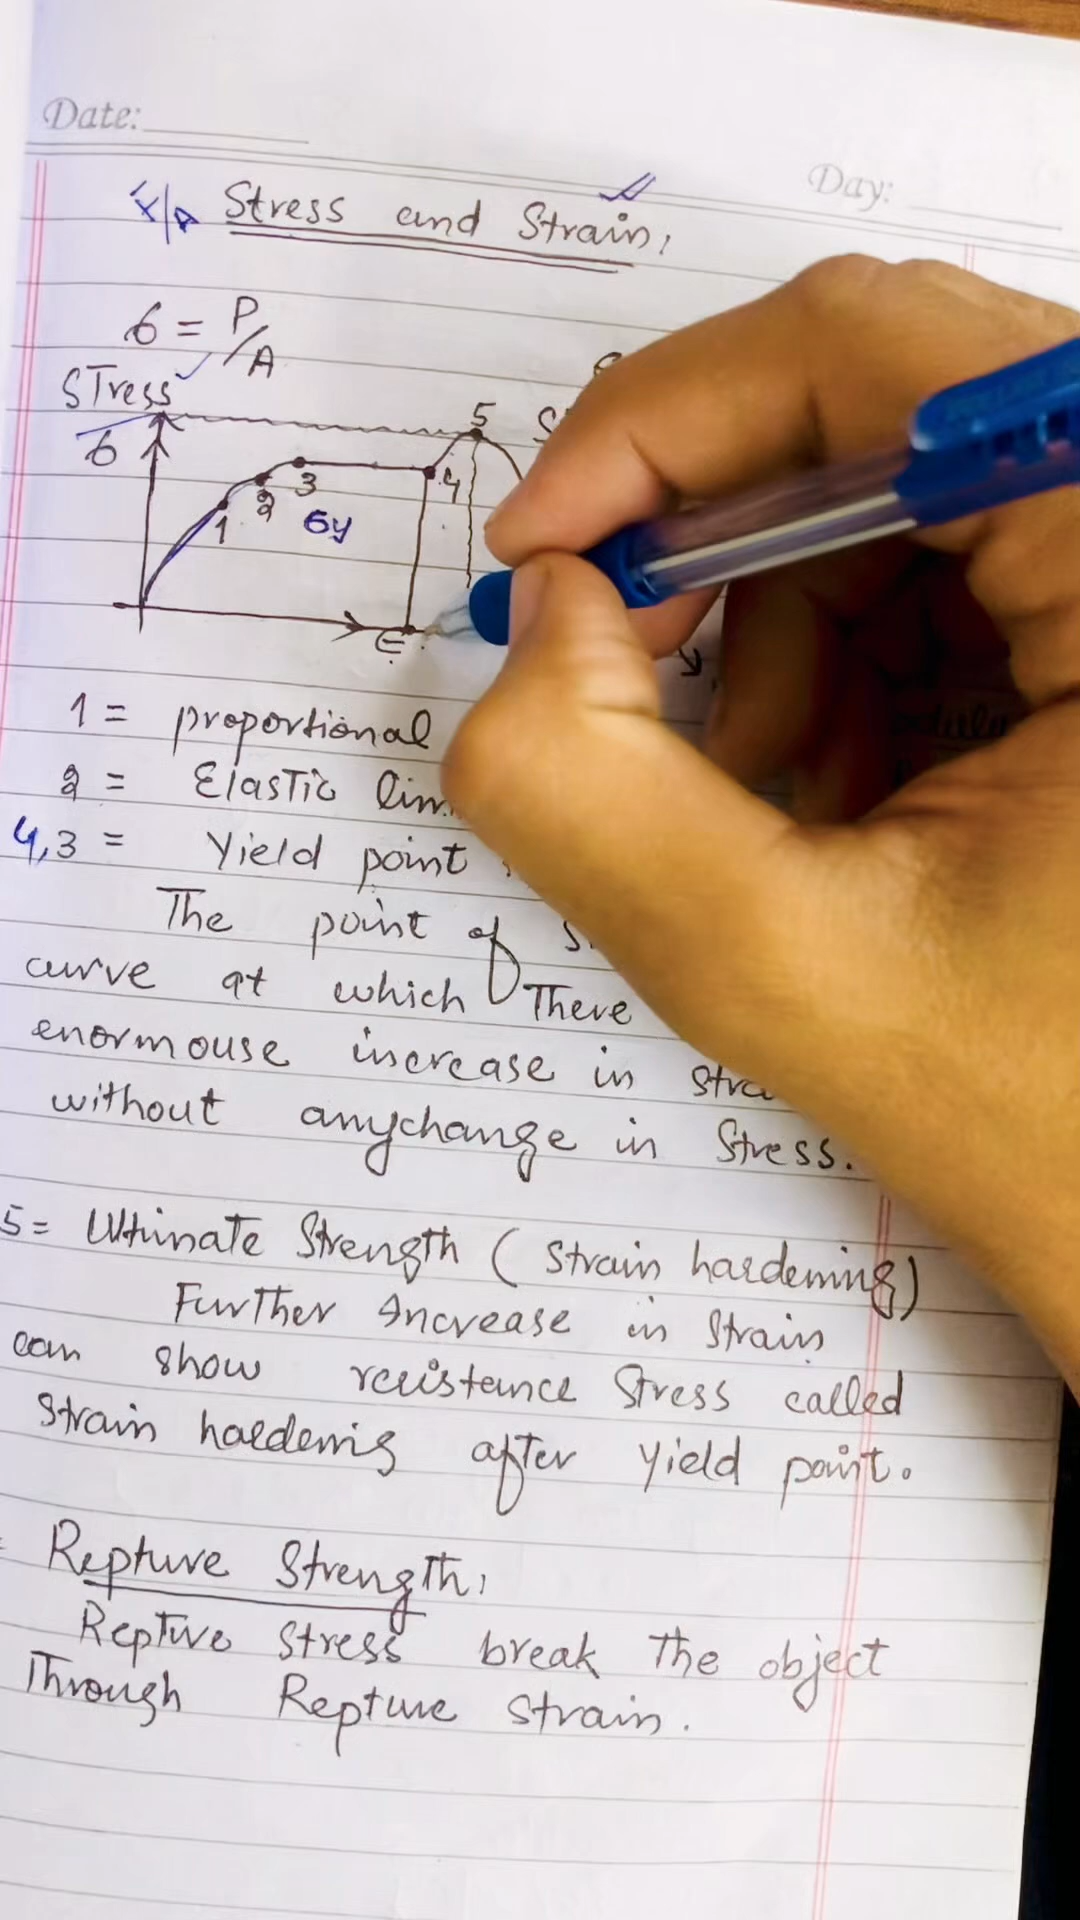 Date:
Day:
Stress and Strain,
σ = P/A
STress
σ
5
4
3
2
1
σy
ϵ
1 = proportional
2 = Elastic
4,3 = Yield point
The point of
curve at which There
enormouse increase in
without anychange in Stress.
5 = Ultimate Strength ( Strain hardening)
Further Increase in Strain
can show resistance Stress called
Strain hardenig after yield point.
Repture Strength,
Reptive Stress break The object
Through Repture strain.